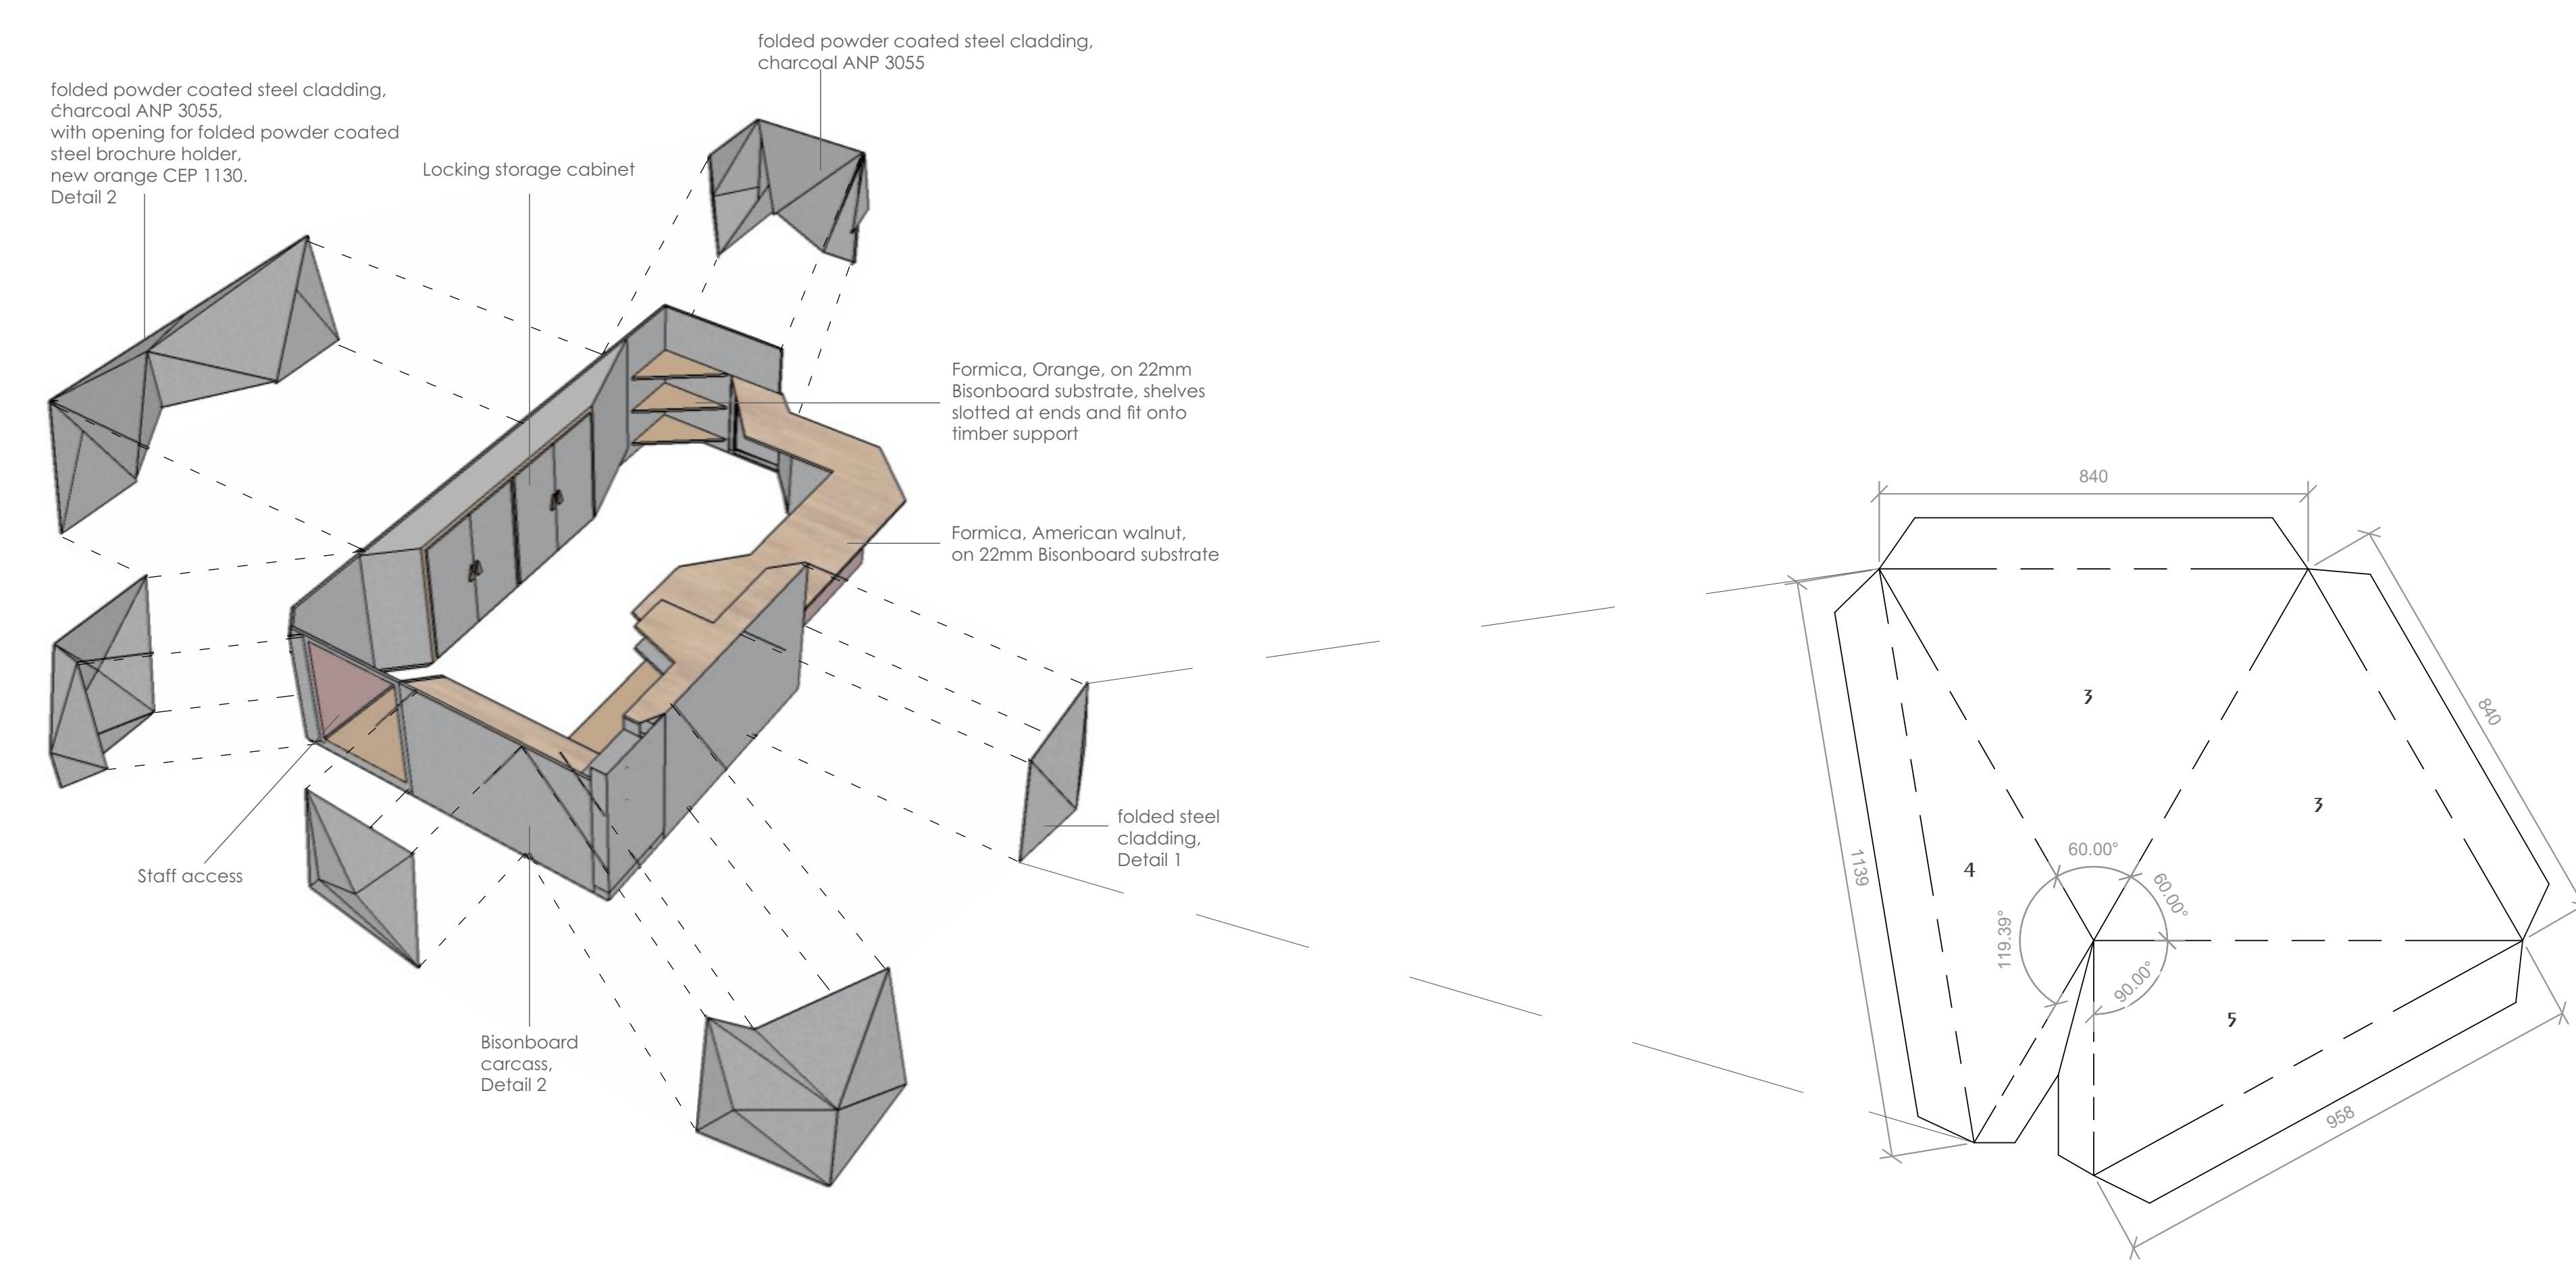 folded powder coated steel cladding,
charcoal ANP 3055
folded powder coated steel cladding,
charcoal ANP 3055,
with opening for folded powder coated
steel brochure holder,
new orange CEP 1130.
Detail 2
Locking storage cabinet
Formica, Orange, on 22mm
Bisonboard substrate, shelves
slotted at ends and fit onto
timber support
Formica, American walnut,
on 22mm Bisonboard substrate
folded steel
cladding,
Detail 1
Staff access
Bisonboard
carcass,
Detail 2
840
840
3
3
4
5
60.00°
60.00°
119.39°
90.00°
1139
958